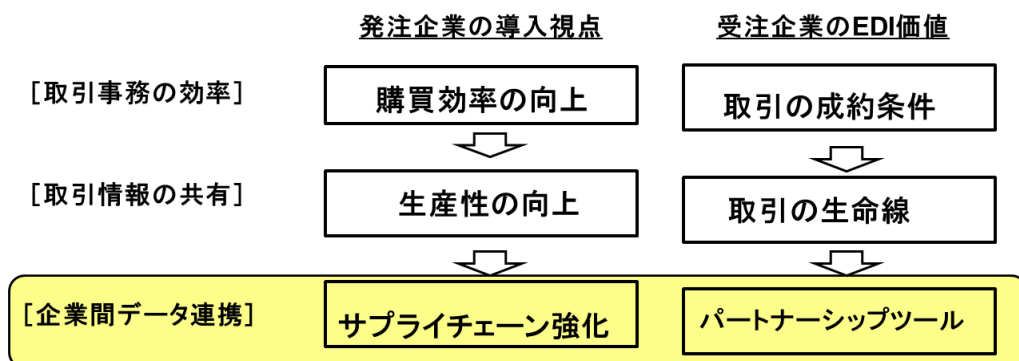 発注企業の導入視点 受注企業のEDI価値
[取引事務の効率] 購買効率の向上 取引の成約条件
[取引情報の共有] 生産性の向上 取引の生命線
[企業間データ連携] サプライチェーン強化 パートナーシップツール